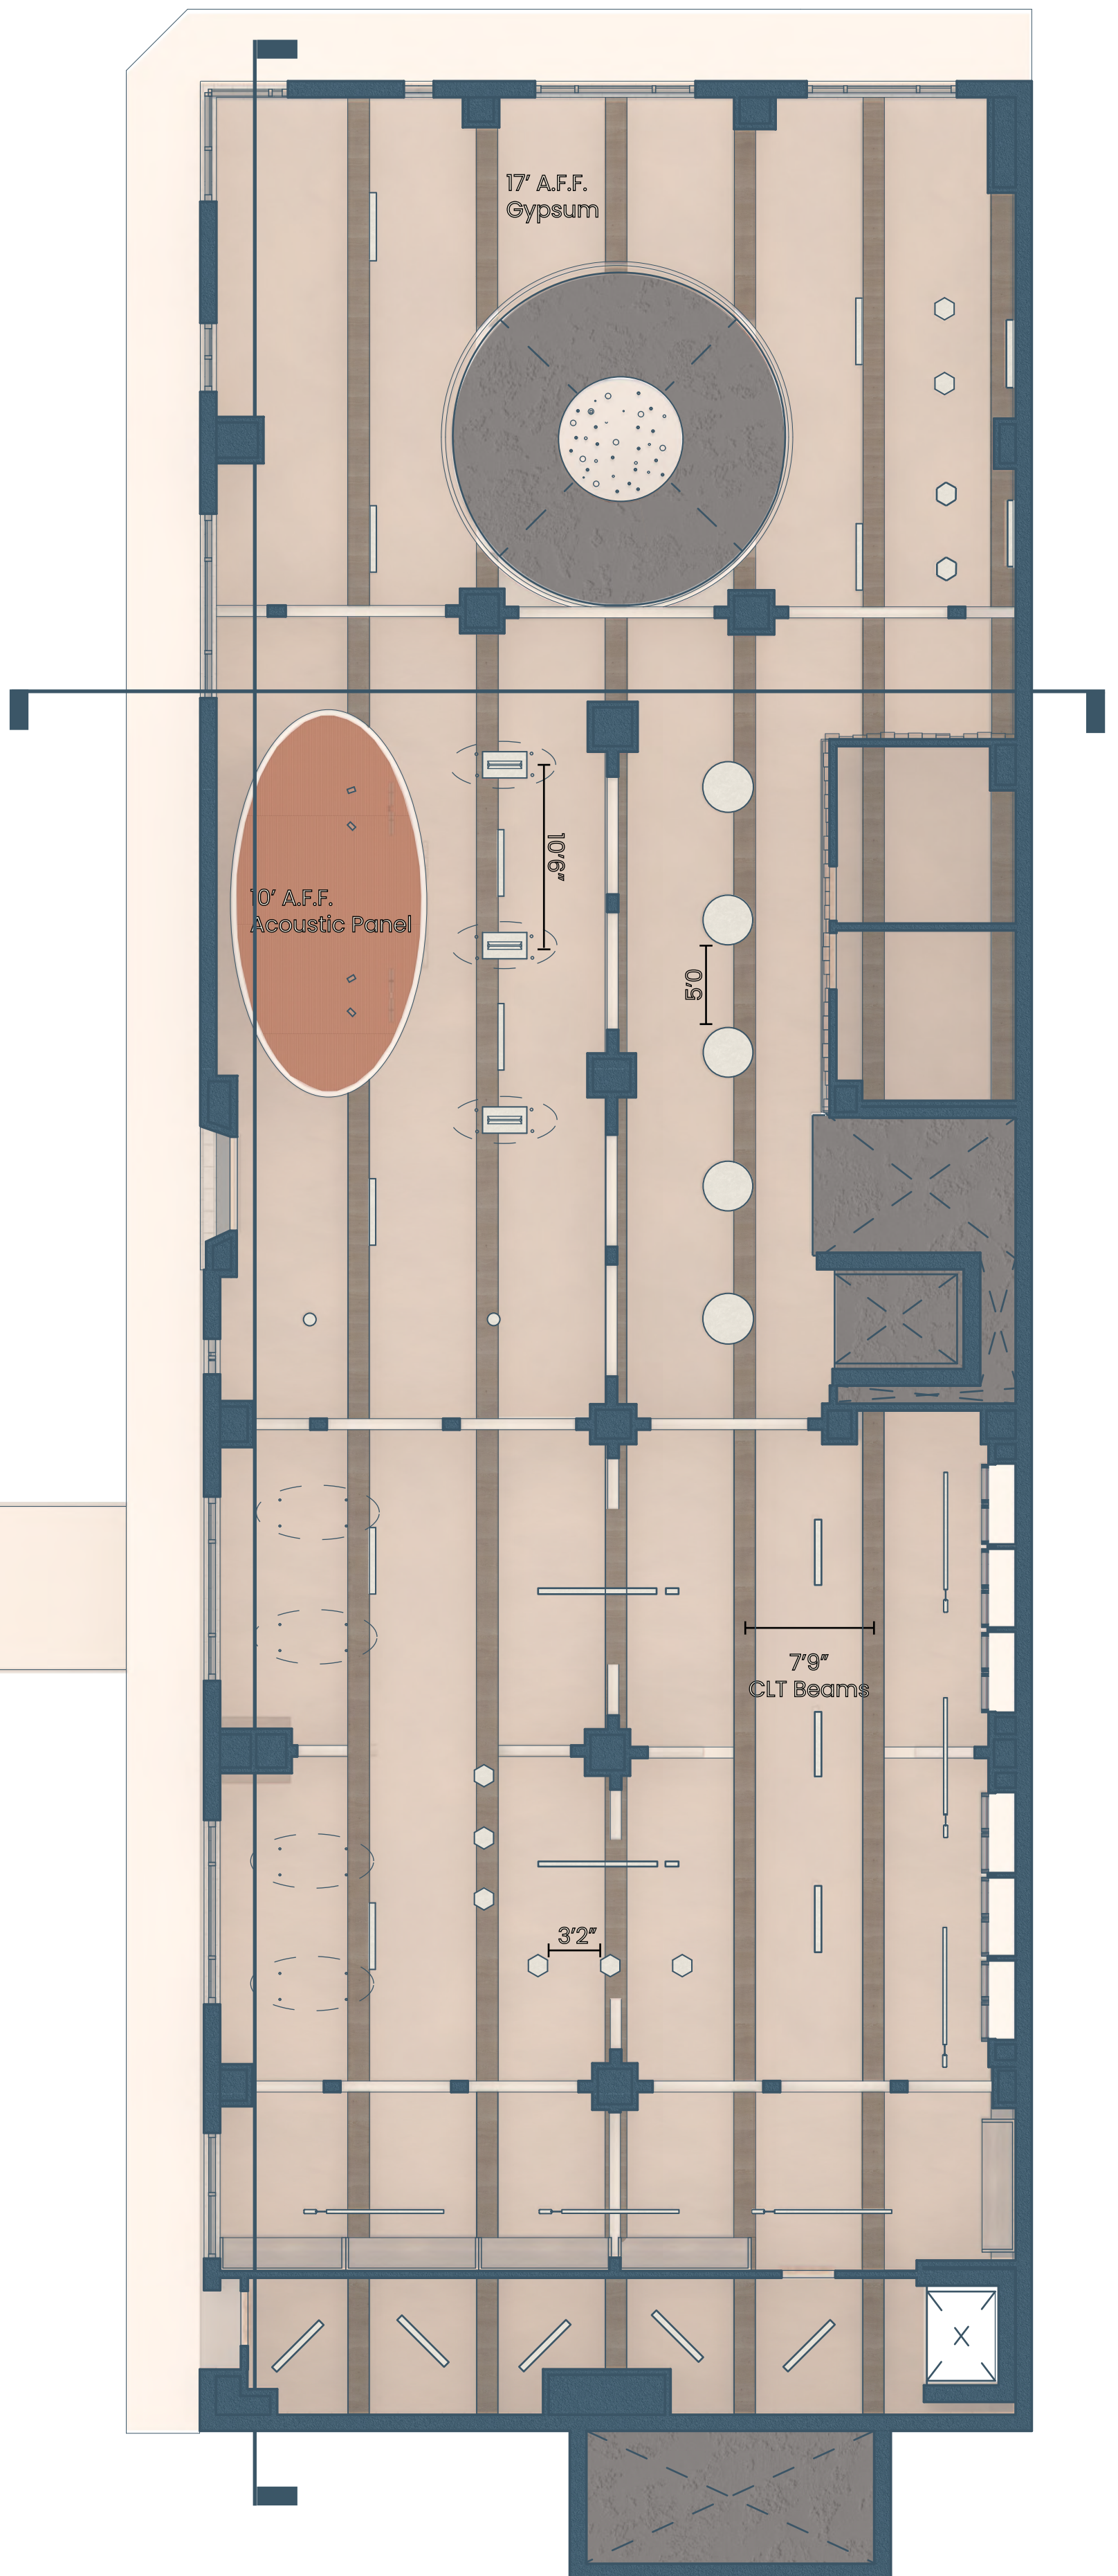 17' A.F.F.
Gypsum
10'6"
10' A.F.F.
Acoustic Panel
5'0
7'9"
CLT Beams
3'2"